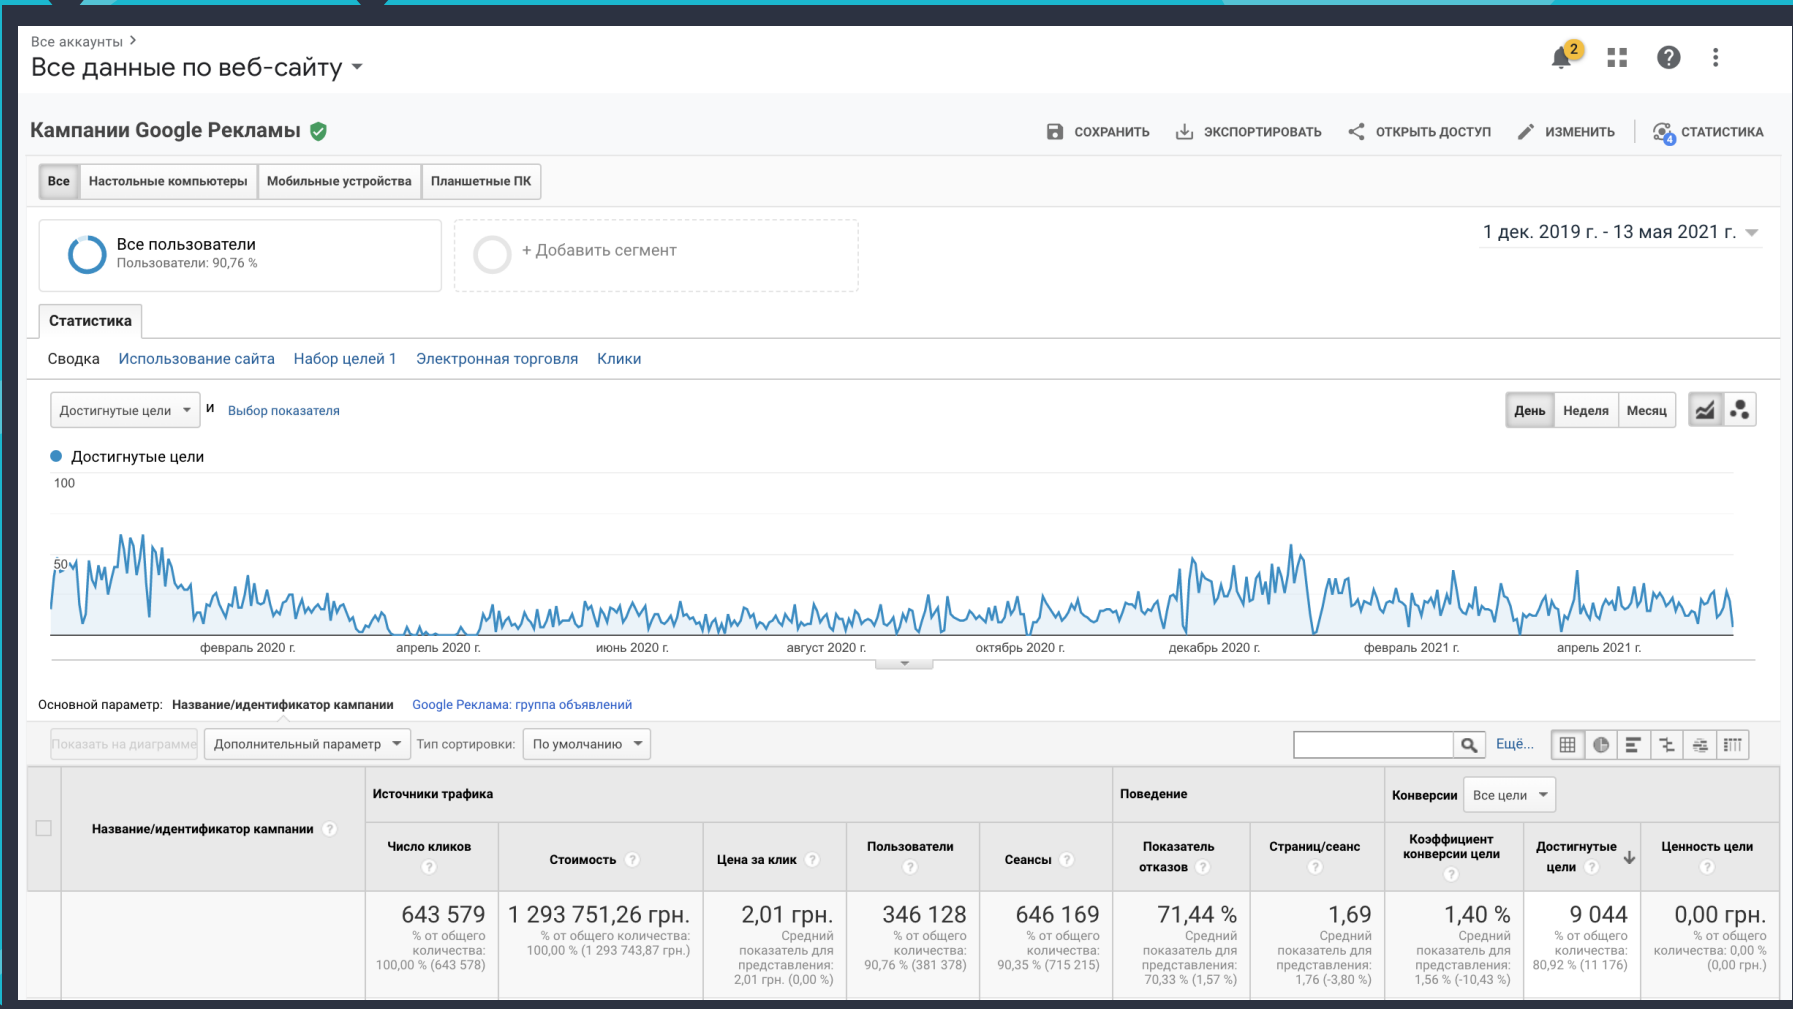 Все аккаунты >
Все данные по веб-сайту
2
Кампании Google Рекламы
СОХРАНИТЬ
ЭКСПОРТИРОВАТЬ
ОТКРЫТЬ ДОСТУП
ИЗМЕНИТЬ
4
СТАТИСТИКА
Все
Настольные компьютеры
Мобильные устройства
Планшетные ПК
Все пользователи
Пользователи: 90,76 %
+ Добавить сегмент
1 дек. 2019 г. - 13 мая 2021 г.
Статистика
Сводка
Использование сайта
Набор целей 1
Электронная торговля
Клики
Достигнутые цели
и
Выбор показателя
День
Неделя
Месяц
Достигнутые цели
100
50
февраль 2020 г.
апрель 2020 г.
июнь 2020 г.
август 2020 г.
октябрь 2020 г.
декабрь 2020 г.
февраль 2021 г.
апрель 2021 г.
Основной параметр:
Название/идентификатор кампании
Google Реклама: группа объявлений
Показать на диаграмме
Дополнительный параметр
Тип сортировки:
По умолчанию
Ещё...
Название/идентификатор кампании ?
Источники трафика
Поведение
Конверсии
Все цели
Число кликов
?
Стоимость ?
Цена за клик ?
Пользователи
?
Сеансы ?
Показатель
отказов ?
Страниц/сеанс
?
Коэффициент
конверсии цели
?
Достигнутые
цели ?
Ценность цели
?
643 579
% от общего
количества:
100,00 % (643 578)
1 293 751,26 грн.
% от общего количества:
100,00 % (1 293 743,87 грн.)
2,01 грн.
Средний
показатель для
представления:
2,01 грн. (0,00 %)
346 128
% от общего
количества:
90,76 % (381 378)
646 169
% от общего
количества:
90,35 % (715 215)
71,44 %
Средний
показатель для
представления:
70,33 % (1,57 %)
1,69
Средний
показатель для
представления:
1,76 (-3,80 %)
1,40 %
Средний
показатель для
представления:
1,56 % (-10,43 %)
9 044
% от общего
количества:
80,92 % (11 176)
0,00 грн.
% от общего
количества: 0,00 %
(0,00 грн.)